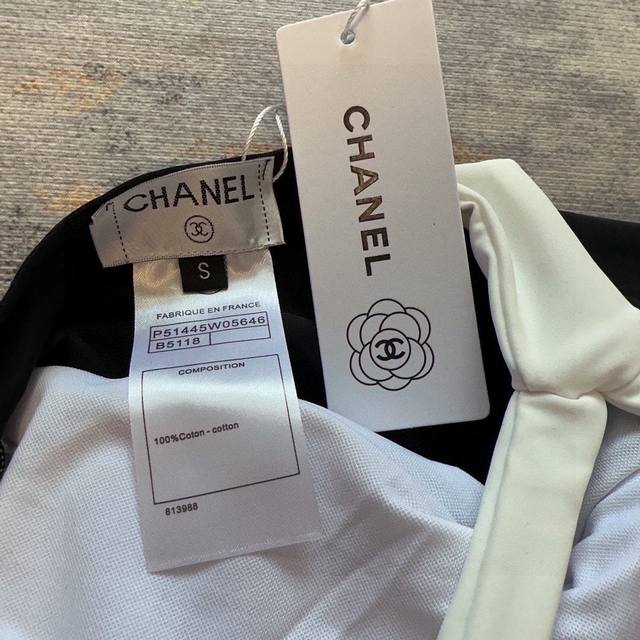 CHANEL
S
FABRIQUE EN FRANCE
P51445W05646
B5118
COMPOSITION
100%Coton - cotton
813988
CHANEL